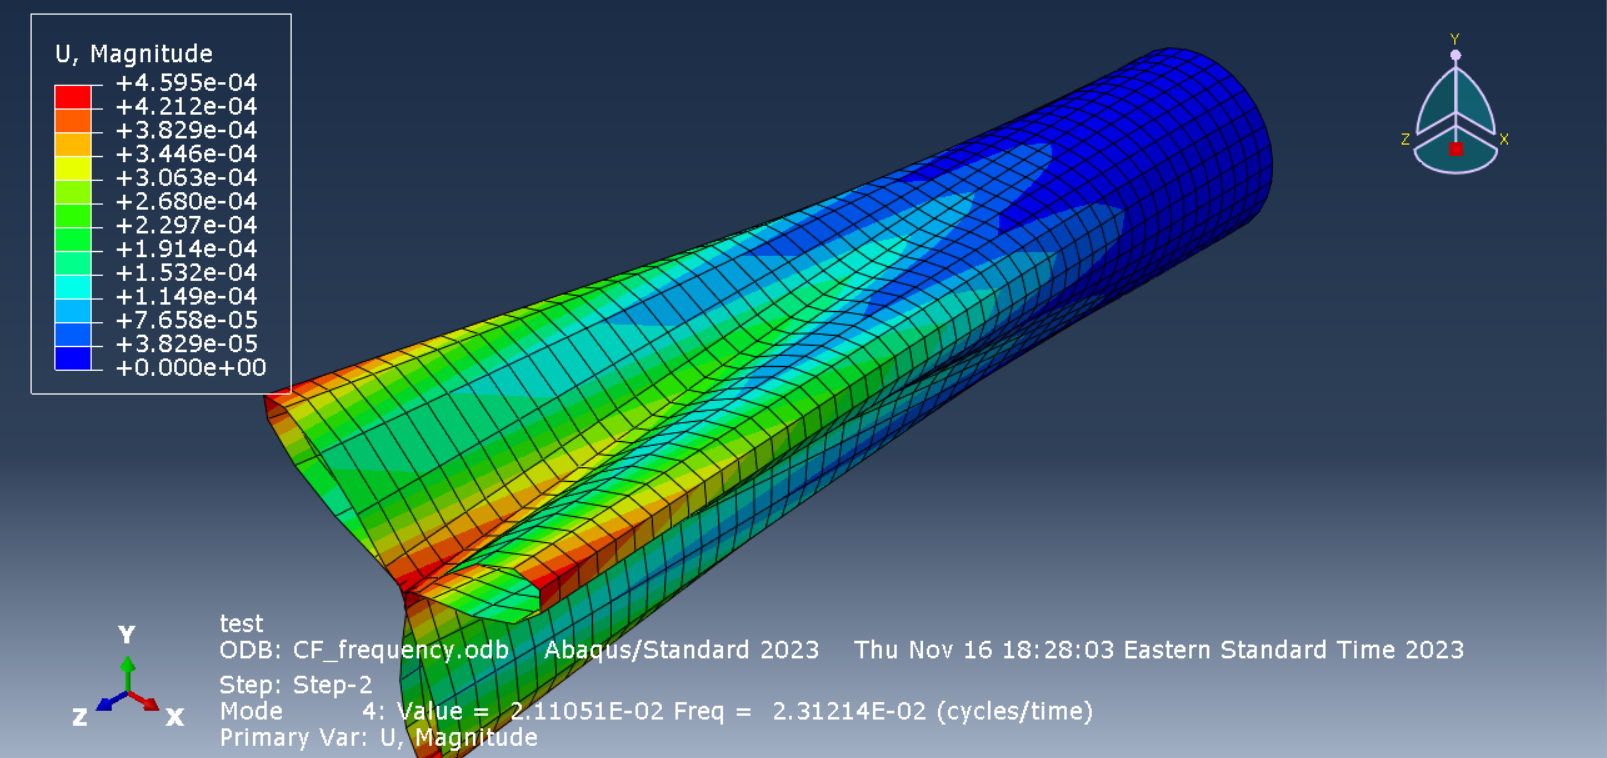 U, Magnitude
+4.595e-04
+4.212e-04
+3.829e-04
+3.446e-04
+3.063e-04
+2.680e-04
+2.297e-04
+1.914e-04
+1.532e-04
+1.149e-04
+7.658e-05
+3.829e-05
+0.000e+00
Y
Z X
Y
Z X
test
ODB: CF_frequency.odb Abaqus/Standard 2023 Thu Nov 16 18:28:03 Eastern Standard Time 2023
Step: Step-2
Mode 4: Value = 2.11051E-02 Freq = 2.31214E-02 (cycles/time)
Primary Var: U, Magnitude